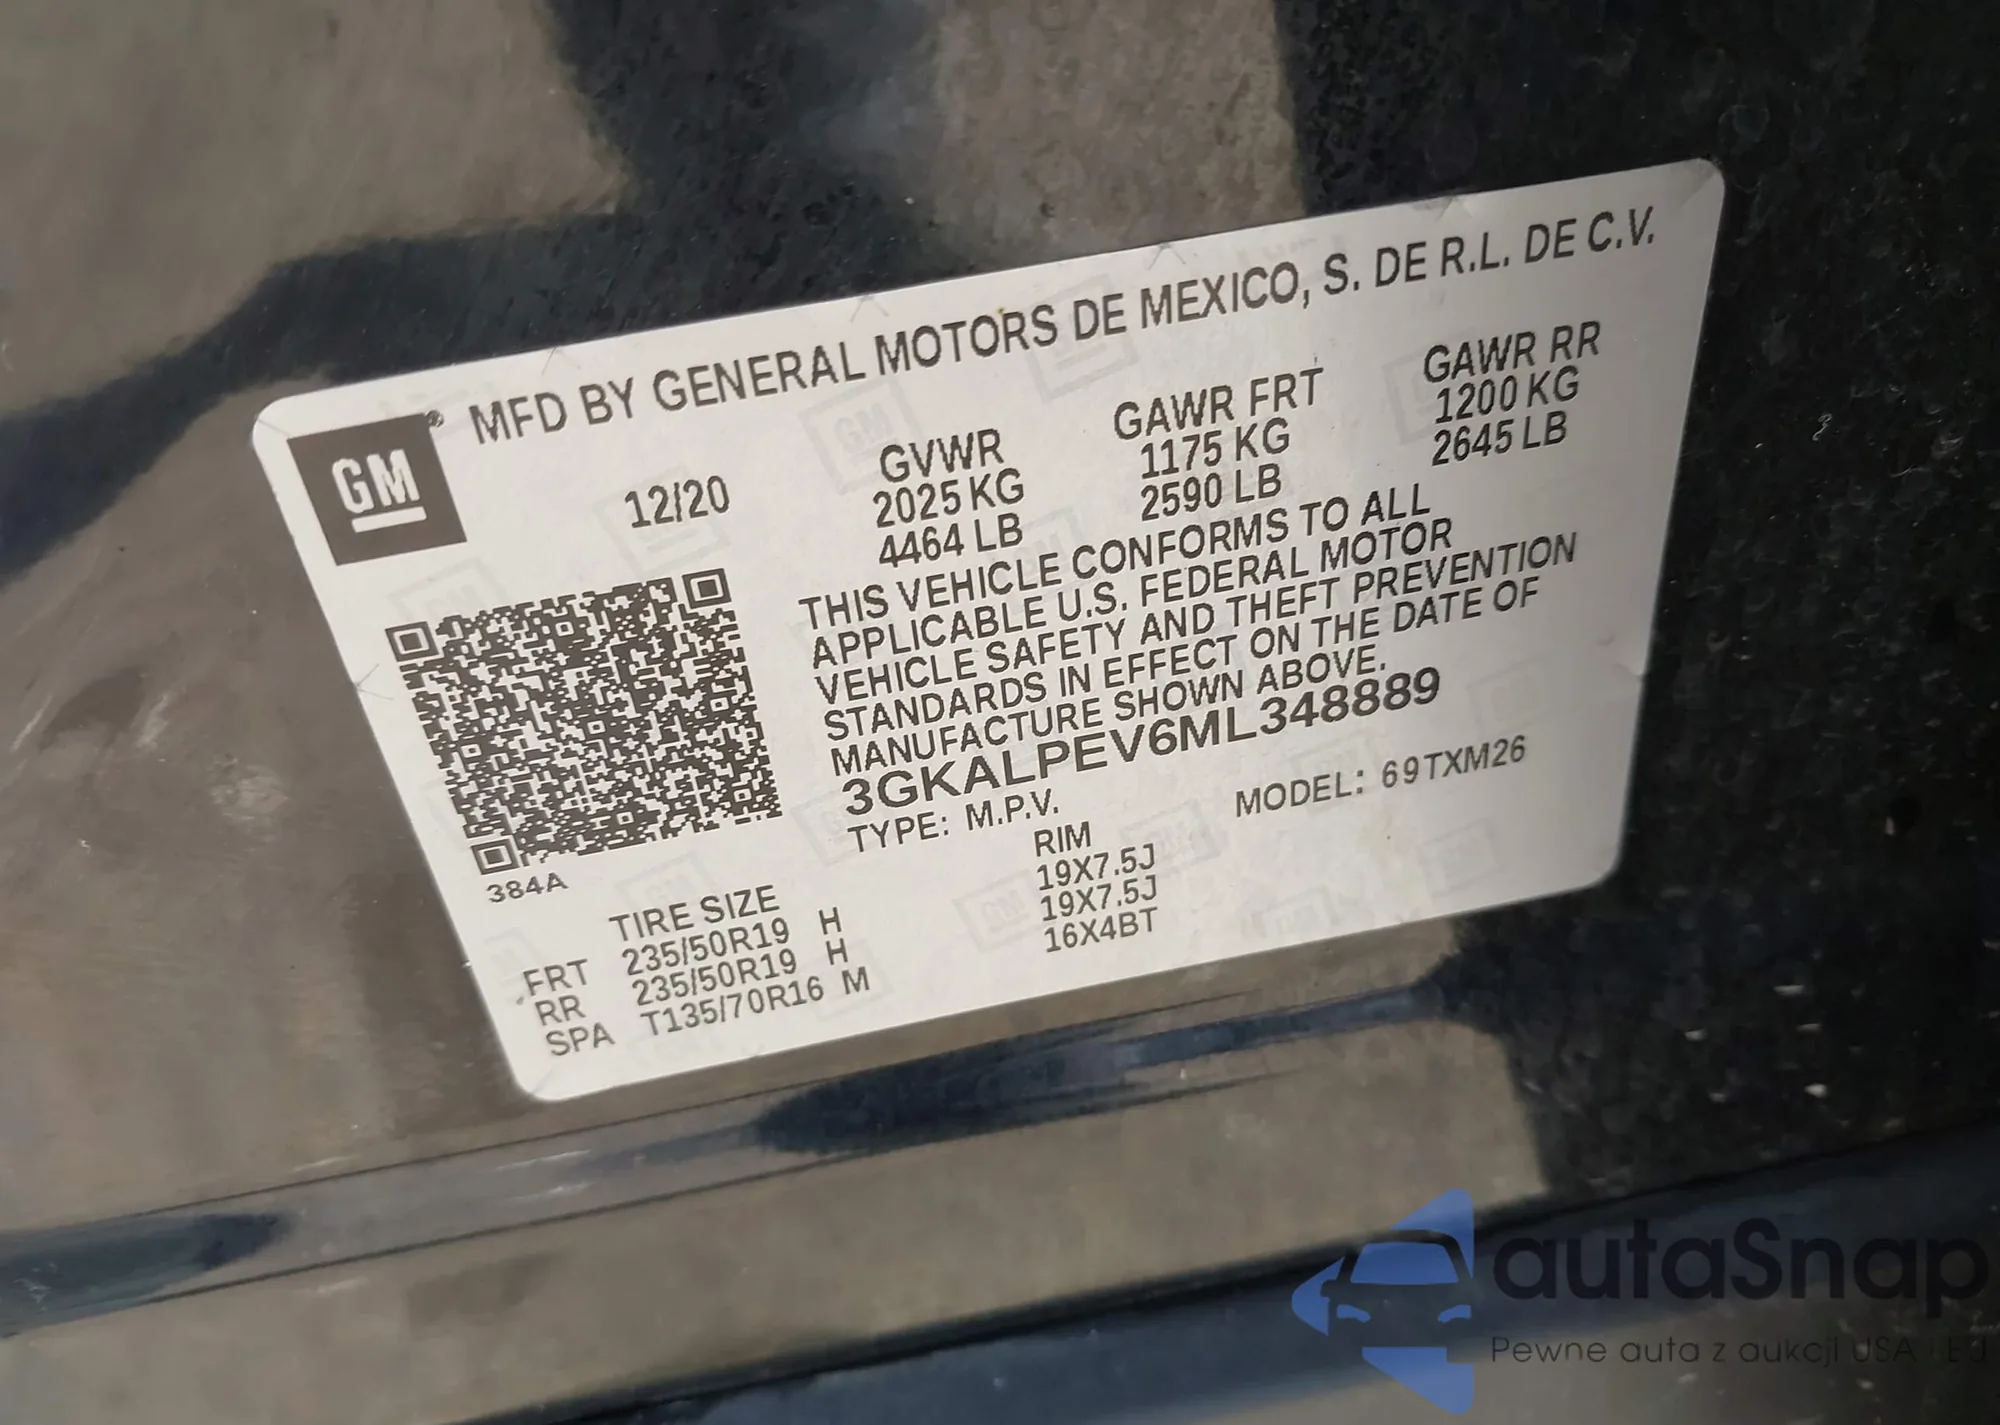 GM® MFD BY GENERAL MOTORS DE MEXICO, S. DE R.L. DE C.V.
12/20 GVWR GAWR FRT GAWR RR
2025 KG 1175 KG 1200 KG
4464 LB 2590 LB 2645 LB
THIS VEHICLE CONFORMS TO ALL
APPLICABLE U.S. FEDERAL MOTOR
VEHICLE SAFETY AND THEFT PREVENTION
STANDARDS IN EFFECT ON THE DATE OF
MANUFACTURE SHOWN ABOVE.
3GKALPEV6ML348889
TYPE: M.P.V. MODEL: 69TXM26
384A
TIRE SIZE RIM
FRT 235/50R19 H 19X7.5J
RR 235/50R19 H 19X7.5J
SPA T135/70R16 M 16X4BT
autaSnap
Pewne auta z aukcji USA i EU